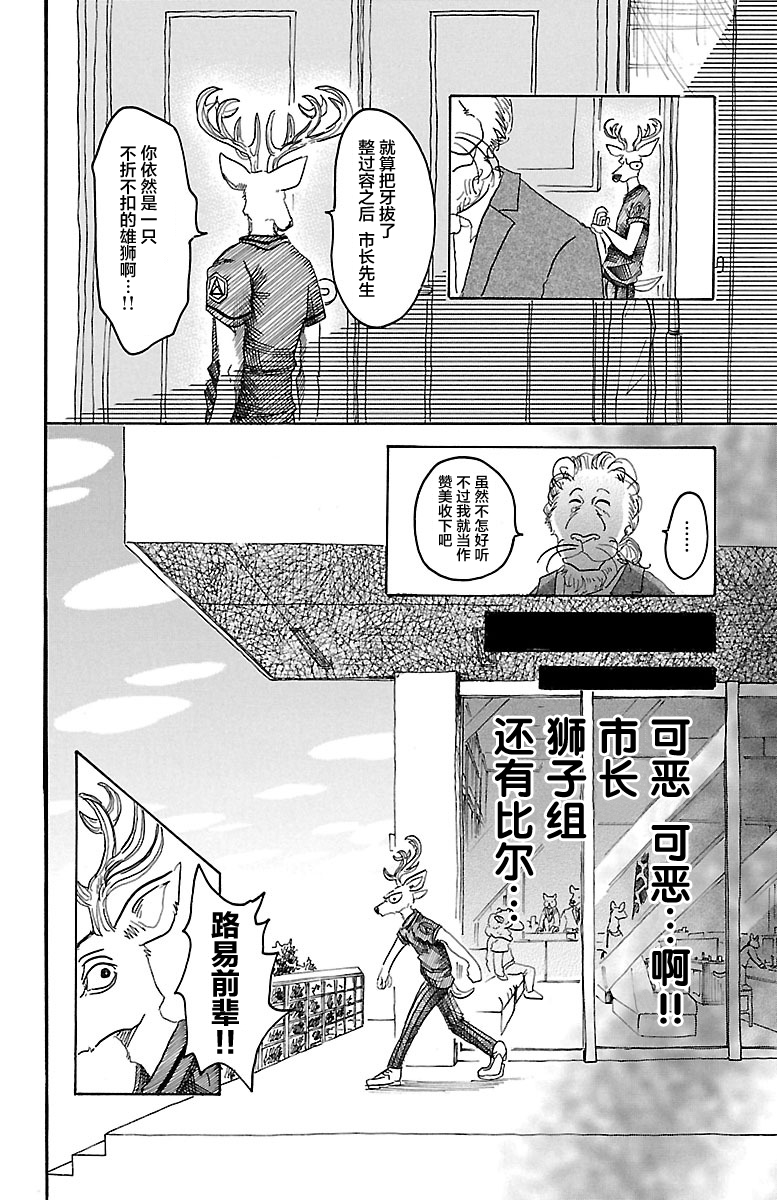 就算把牙拔了
整过容之后 市长先生
你依然是一只
不折不扣的雄狮啊…!!
……
虽然不怎好听
不过我就当作
赞美收下吧
可恶 可恶…啊!!
市长
狮子组
还有比尔…
路易前辈!!